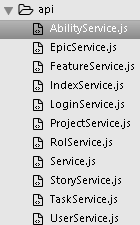 api
AbilityService.js
EpicService.js
FeatureService.js
IndexService.js
LoginService.js
ProjectService.js
RolService.js
Service.js
StoryService.js
TaskService.js
UserService.js